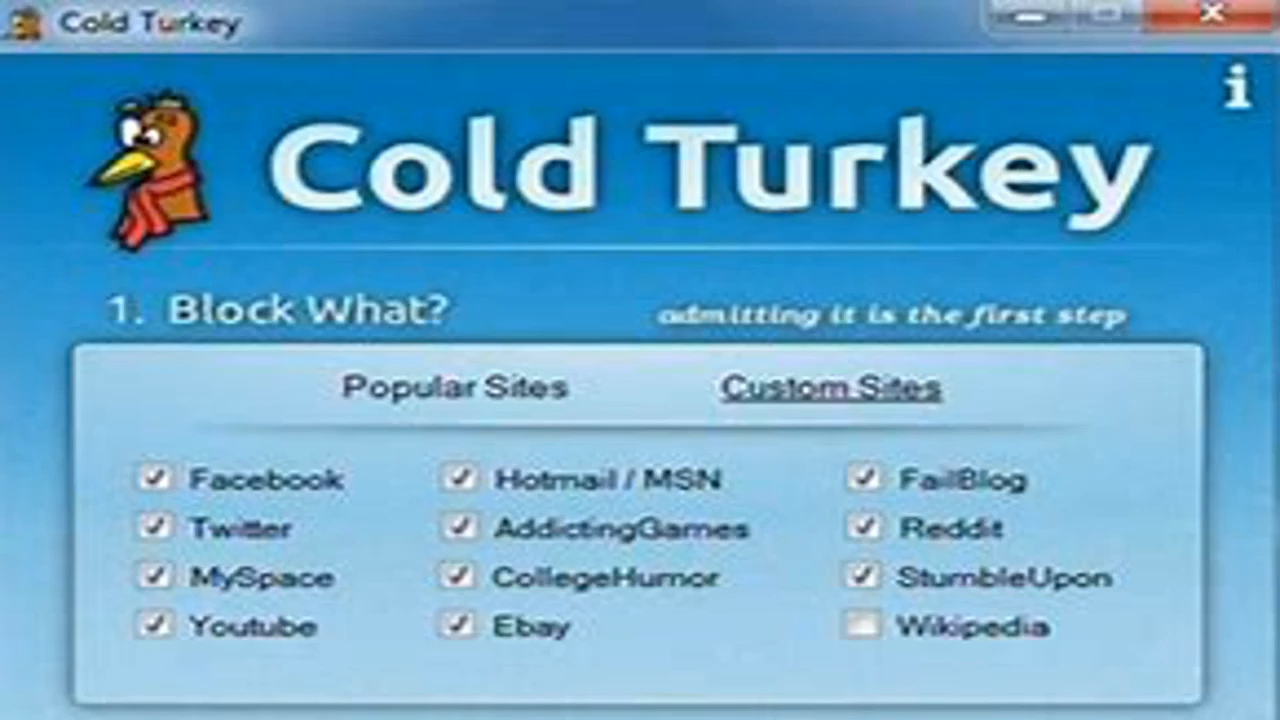 Cold Turkey
i
Cold Turkey
1. Block What? admitting it is the first step
Popular Sites Custom Sites
Facebook Hotmail / MSN FailBlog
Twitter AddictingGames Reddit
MySpace CollegeHumor StumbleUpon
Youtube Ebay Wikipedia